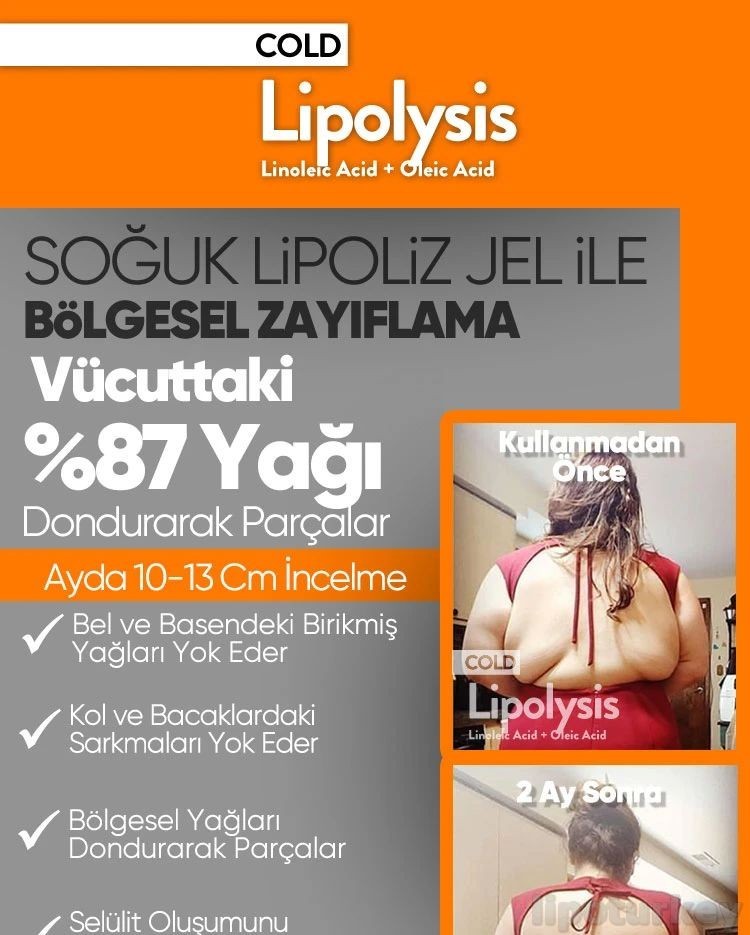 COLD
Lipolysis
Linoleic Acid + Oleic Acid
SOĞUK LiPOLiZ JEL iLE
BöLGESEL ZAYIFLAMA
Vücuttaki
%87 Yağı
Dondurarak Parçalar
Ayda 10-13 Cm İncelme
Bel ve Basendeki Birikmiş
Yağları Yok Eder
Kol ve Bacaklardaki
Sarkmaları Yok Eder
Bölgesel Yağları
Dondurarak Parçalar
Selülit Oluşumunu
Kullanmadan
Önce
COLD
Lipolysis
Linoleic Acid + Oleic Acid
2 Ay Sonra
lipoturkey